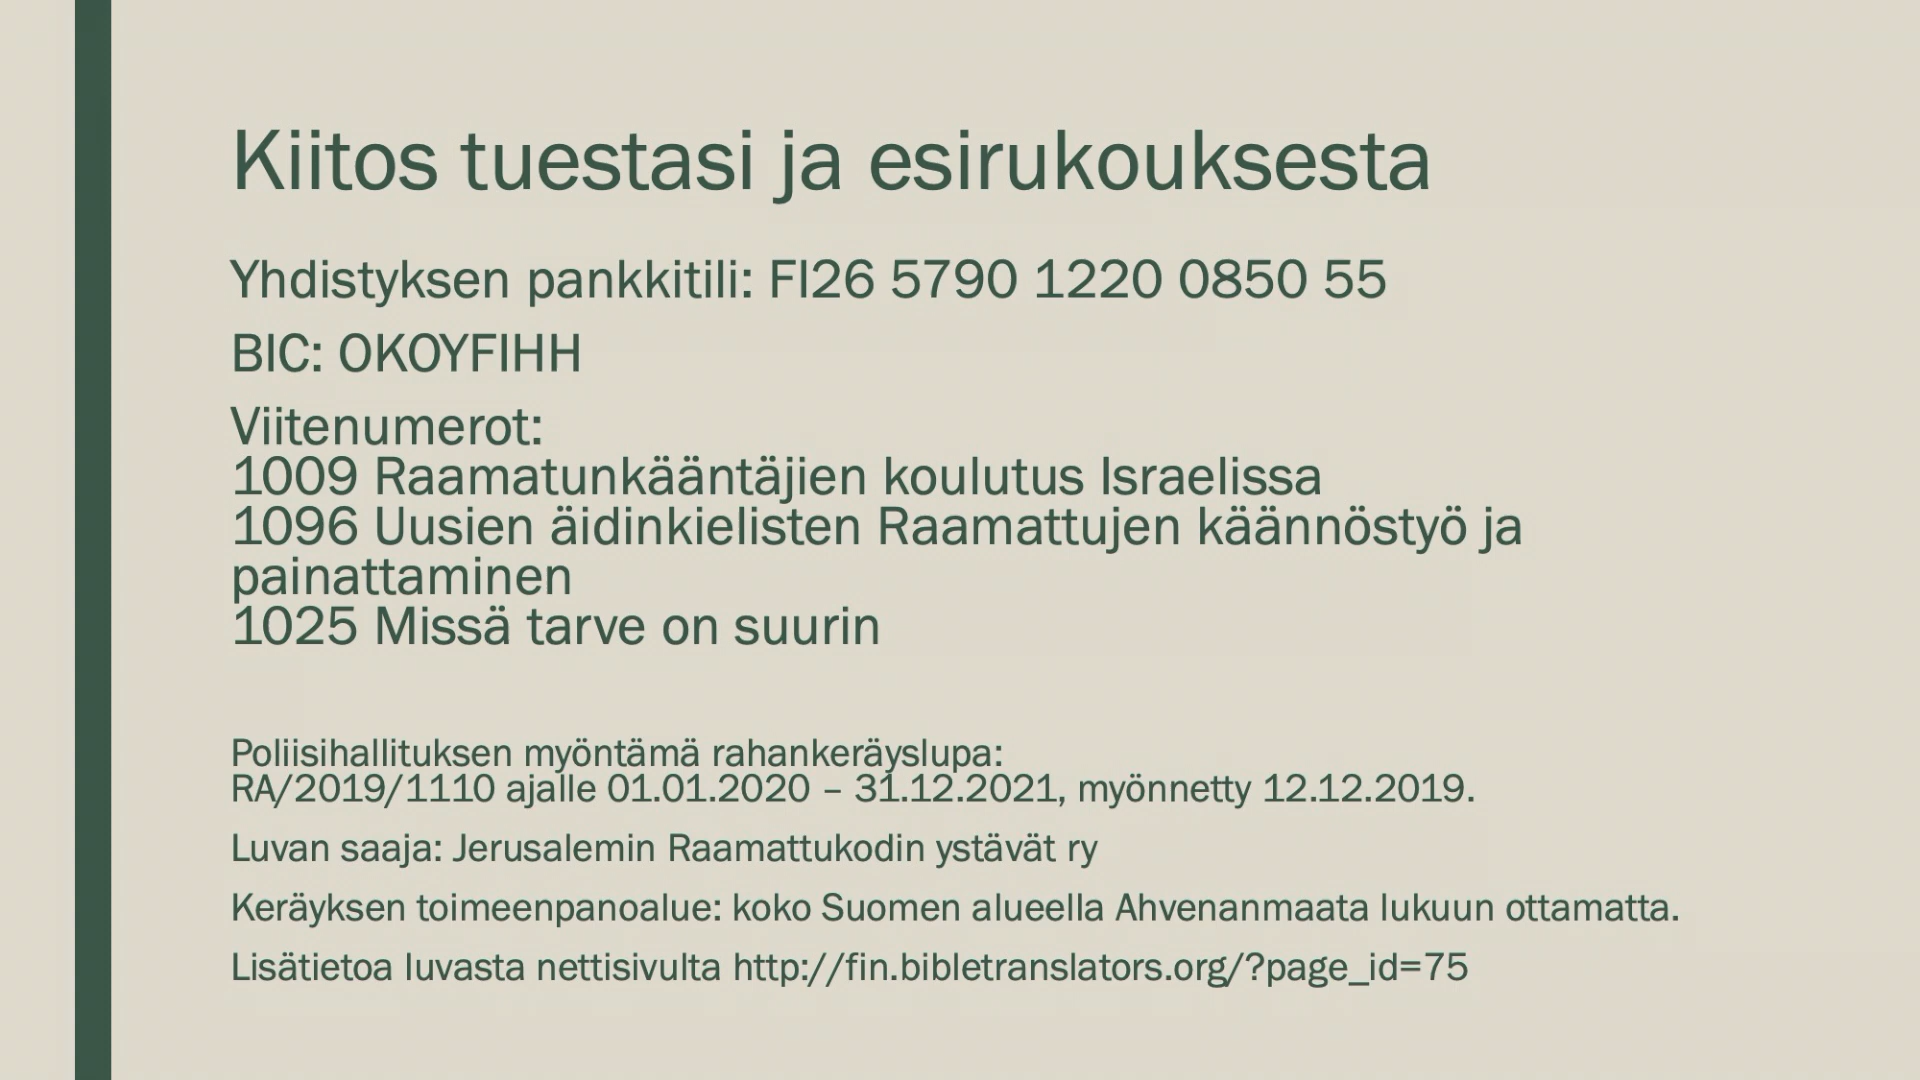 Kiitos tuestasi ja esirukouksesta
Yhdistyksen pankkitili: FI26 5790 1220 0850 55
BIC: OKOYFIHH
Viitenumerot:
1009 Raamatunkääntäjien koulutus Israelissa
1096 Uusien äidinkielisten Raamattujen käännöstyö ja
painattaminen
1025 Missä tarve on suurin
Poliisihallituksen myöntämä rahankeräyslupa:
RA/2019/1110 ajalle 01.01.2020 – 31.12.2021, myönnetty 12.12.2019.
Luvan saaja: Jerusalemin Raamattukodin ystävät ry
Keräyksen toimeenpanoalue: koko Suomen alueella Ahvenanmaata lukuun ottamatta.
Lisätietoa luvasta nettisivulta http://fin.bibletranslators.org/?page_id=75